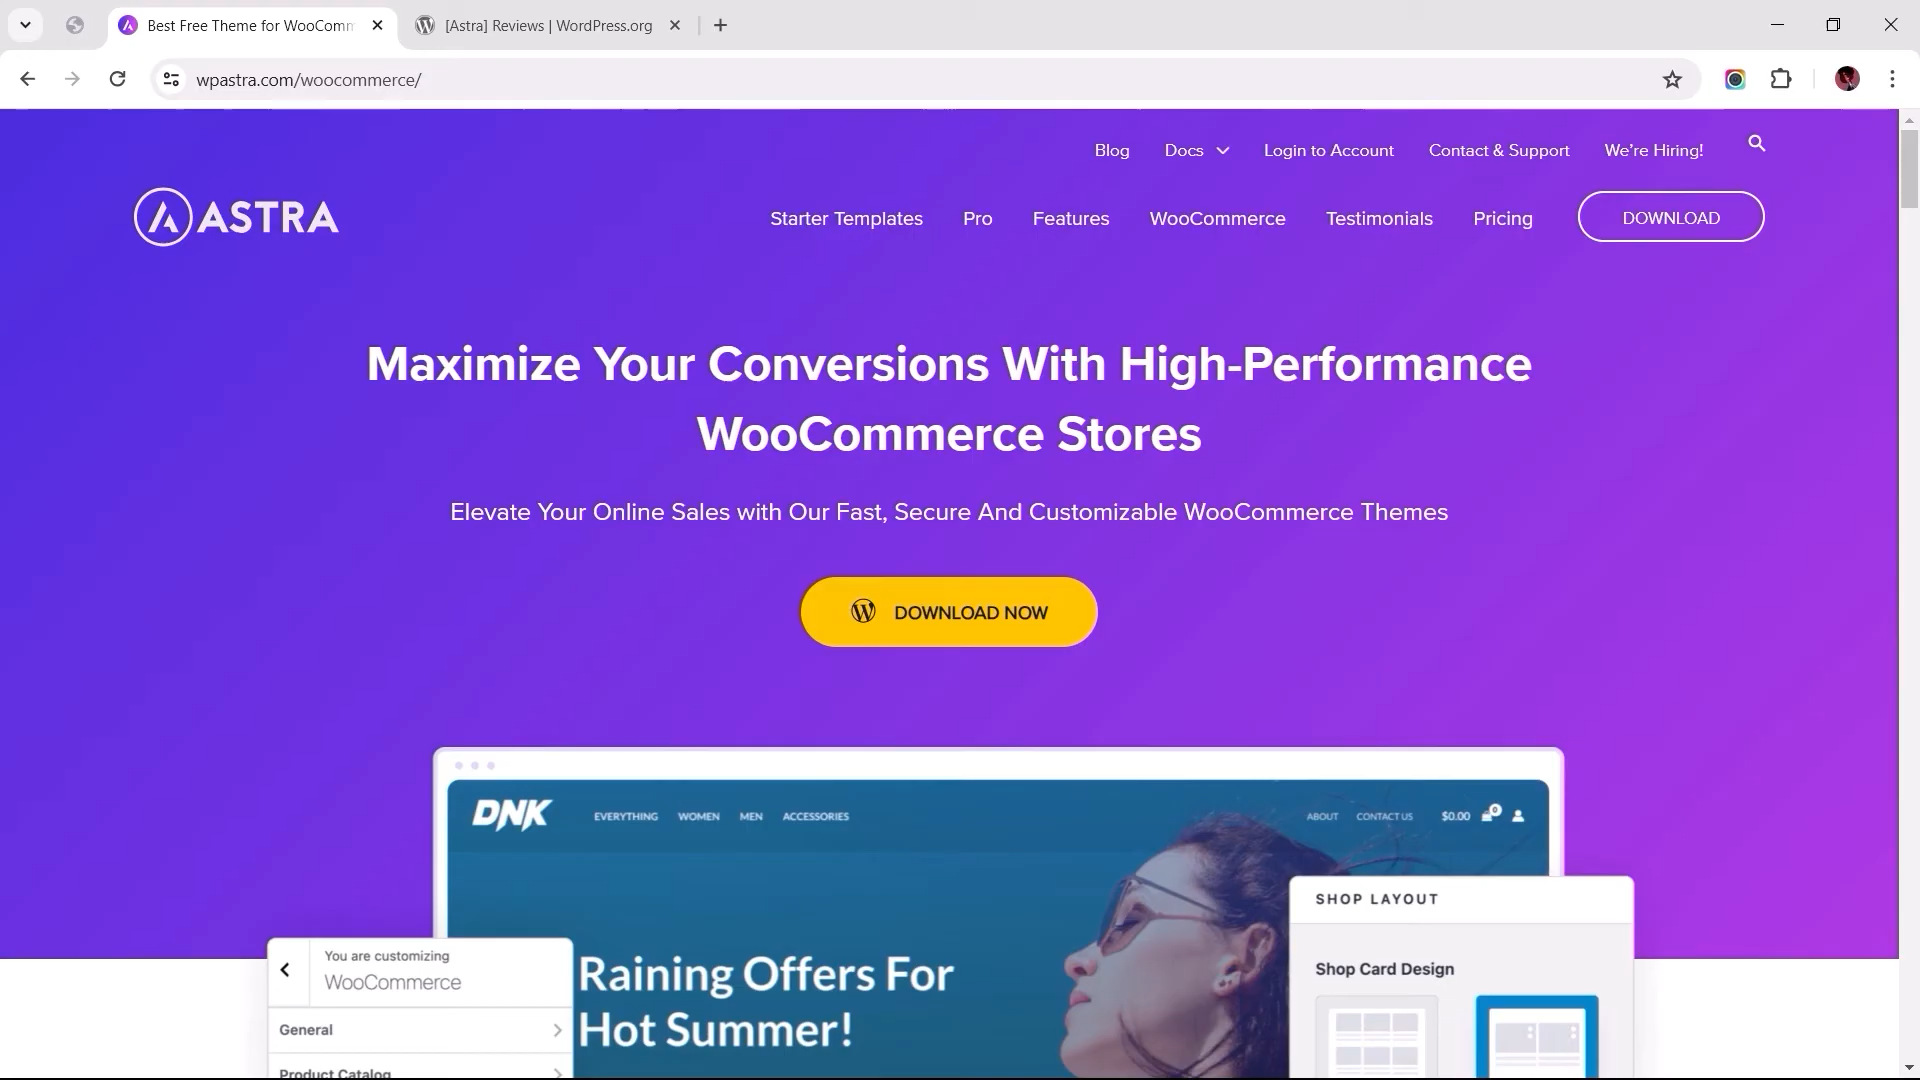 Best Free Theme for WooComm
[Astra] Reviews | WordPress.org
wpastra.com/woocommerce/
Blog
Docs
Login to Account
Contact & Support
We're Hiring!
ASTRA
Starter Templates
Pro
Features
WooCommerce
Testimonials
Pricing
DOWNLOAD
Maximize Your Conversions With High-Performance
WooCommerce Stores
Elevate Your Online Sales with Our Fast, Secure And Customizable WooCommerce Themes
DOWNLOAD NOW
DNK
EVERYTHING
WOMEN
MEN
ACCESSORIES
ABOUT
CONTACT US
$0.00
0
SHOP LAYOUT
Shop Card Design
You are customizing
WooCommerce
General
Product Catalog
Raining Offers For
Hot Summer!